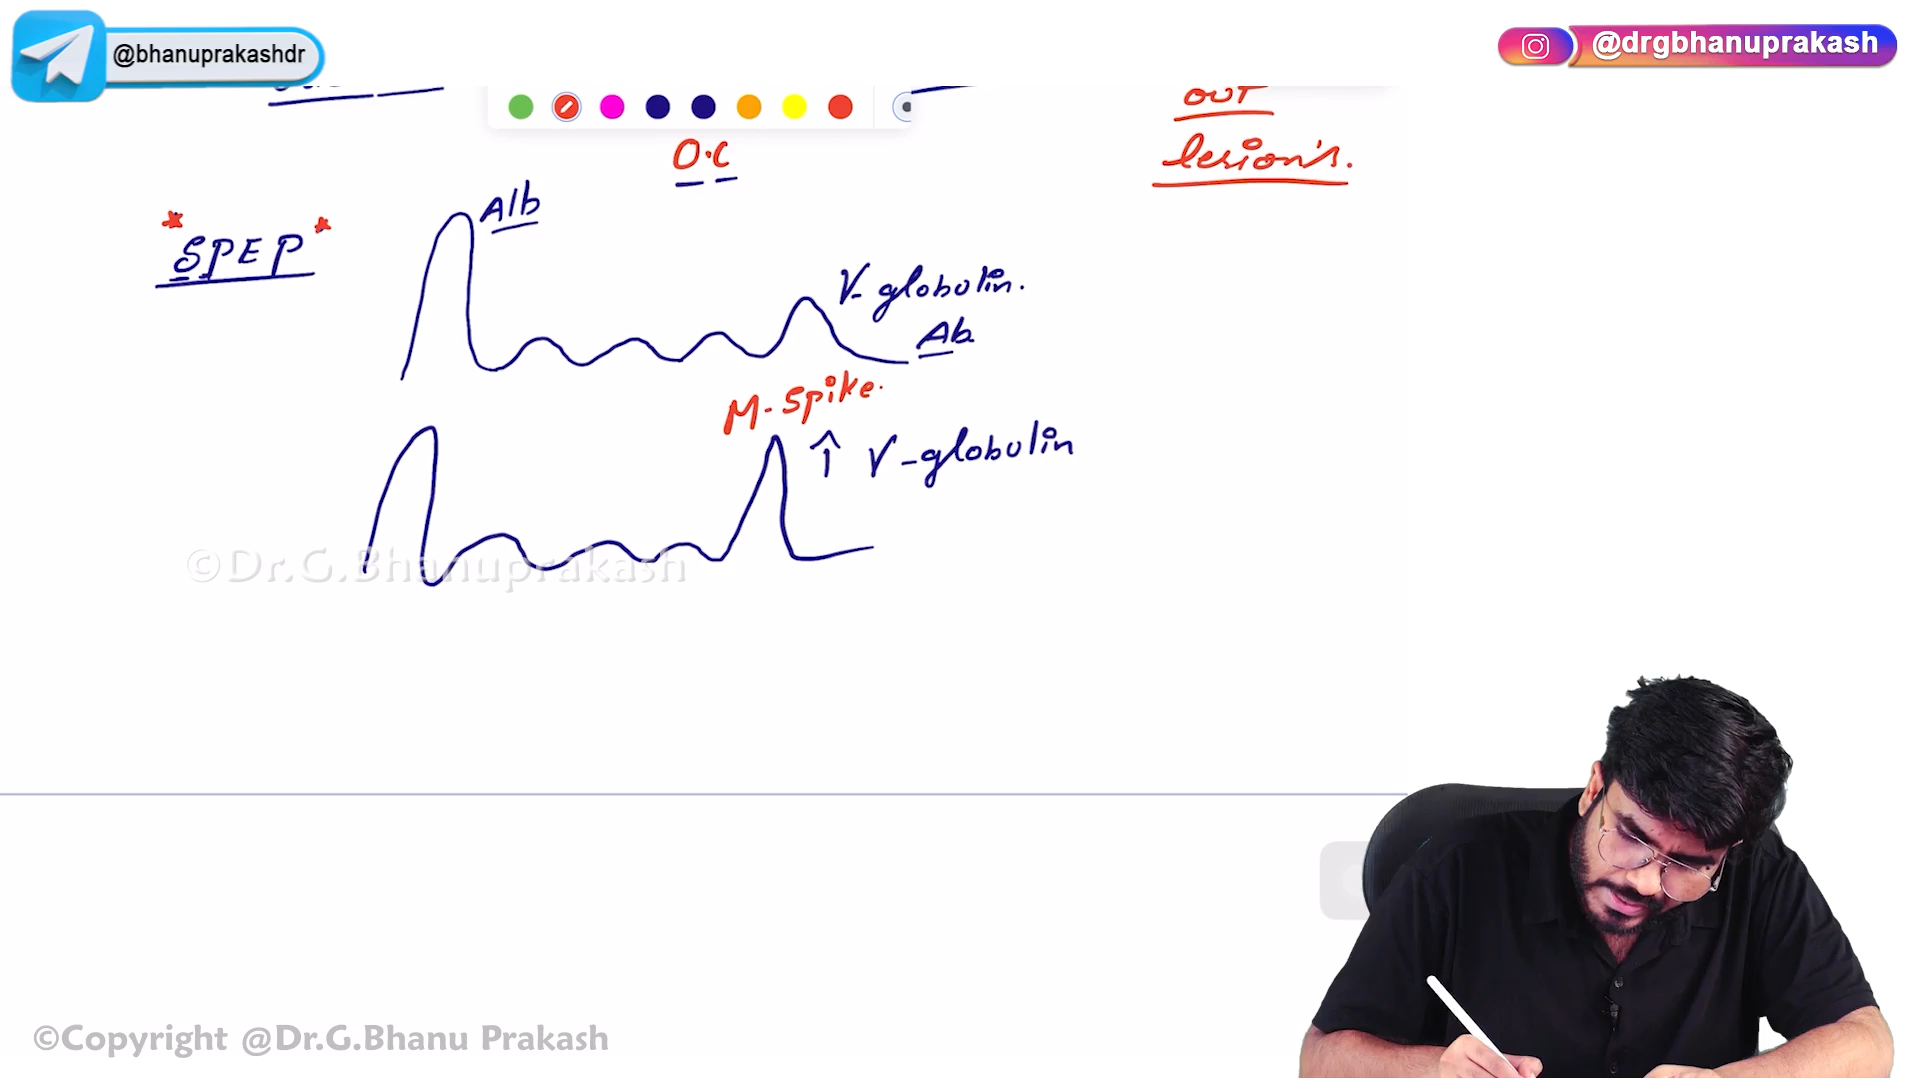 @bhanuprakashdr
@drgbhanuprakash
out
lesion's.
O.C
*SPEP*
Alb
γ-globulin.
Ab
M-Spike.
↑ γ-globulin
©Dr.G.Bhanuprakash
©Copyright @Dr.G.Bhanu Prakash